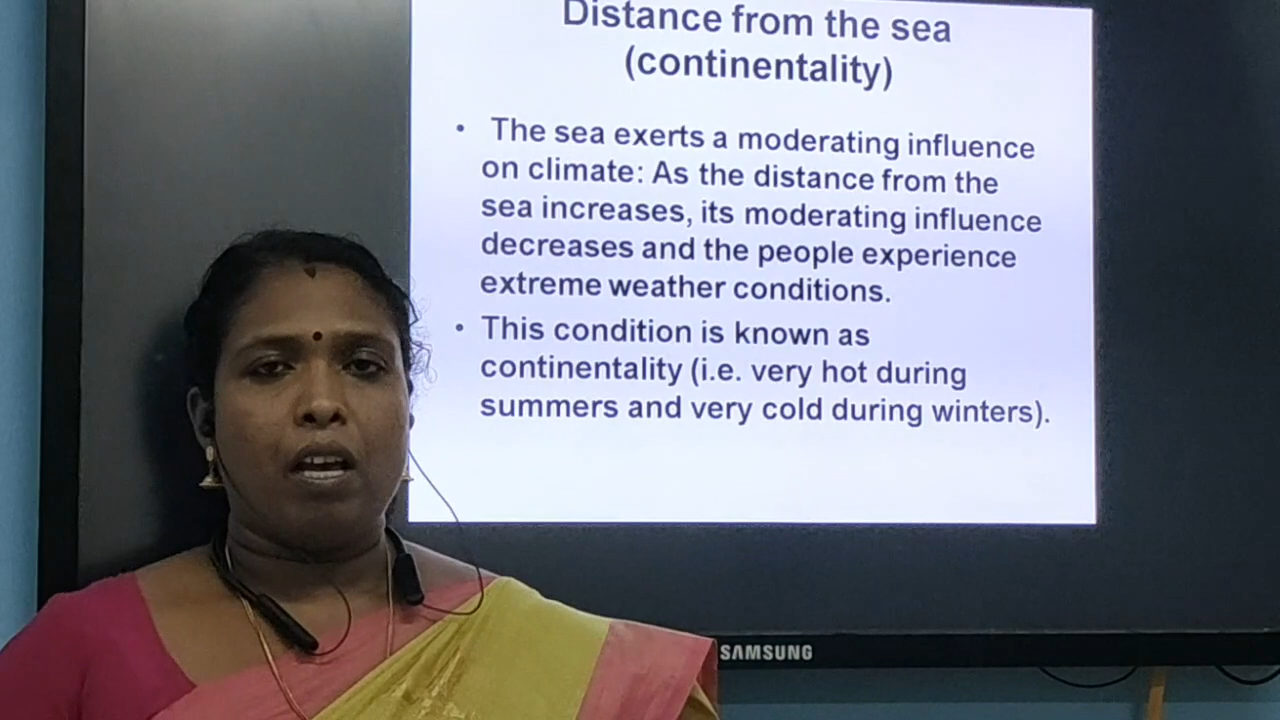 Distance from the sea
(continentality)
• The sea exerts a moderating influence
on climate: As the distance from the
sea increases, its moderating influence
decreases and the people experience
extreme weather conditions.
• This condition is known as
continentality (i.e. very hot during
summers and very cold during winters).
SAMSUNG